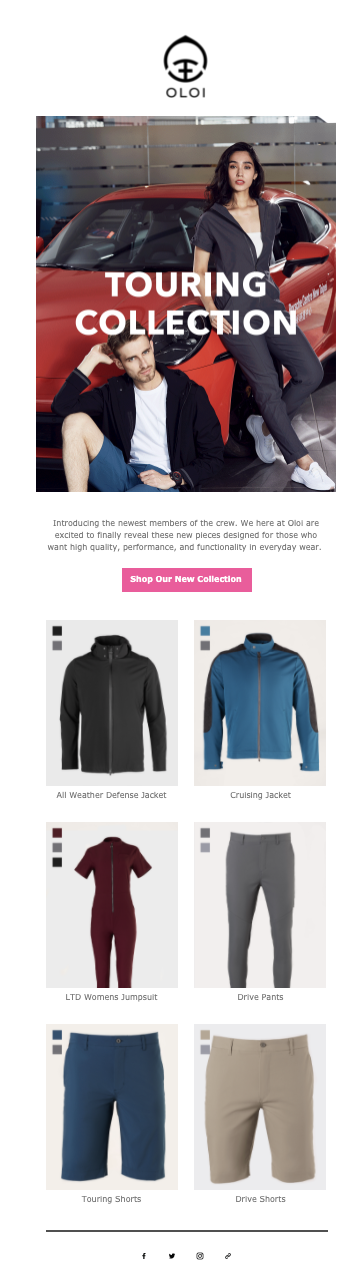 OLOI
TOURING
COLLECTION
Introducing the newest members of the crew. We here at Oloi are
excited to finally reveal these new pieces designed for those who
want high quality, performance, and functionality in everyday wear.
Shop Our New Collection
All Weather Defense Jacket
Cruising Jacket
LTD Womens Jumpsuit
Drive Pants
Touring Shorts
Drive Shorts